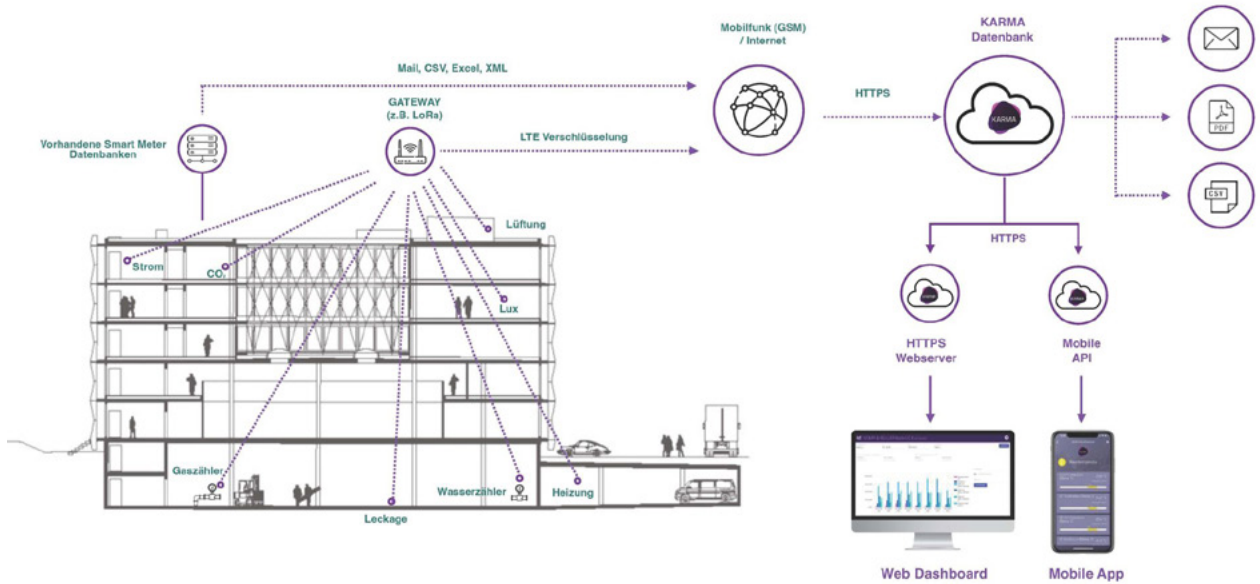 Mobilfunk (GSM)
/ Internet
KARMA
Datenbank
Mail, CSV, Excel, XML
HTTPS
KARMA
PDF
CSV
GATEWAY
(z.B. LoRa)
LTE Verschlüsselung
Vorhandene Smart Meter
Datenbanken
Lüftung
Strom
CO₂
Lux
HTTPS
HTTPS
Webserver
Mobile
API
Gaszähler
Wasserzähler
Heizung
Leckage
Web Dashboard
Mobile App